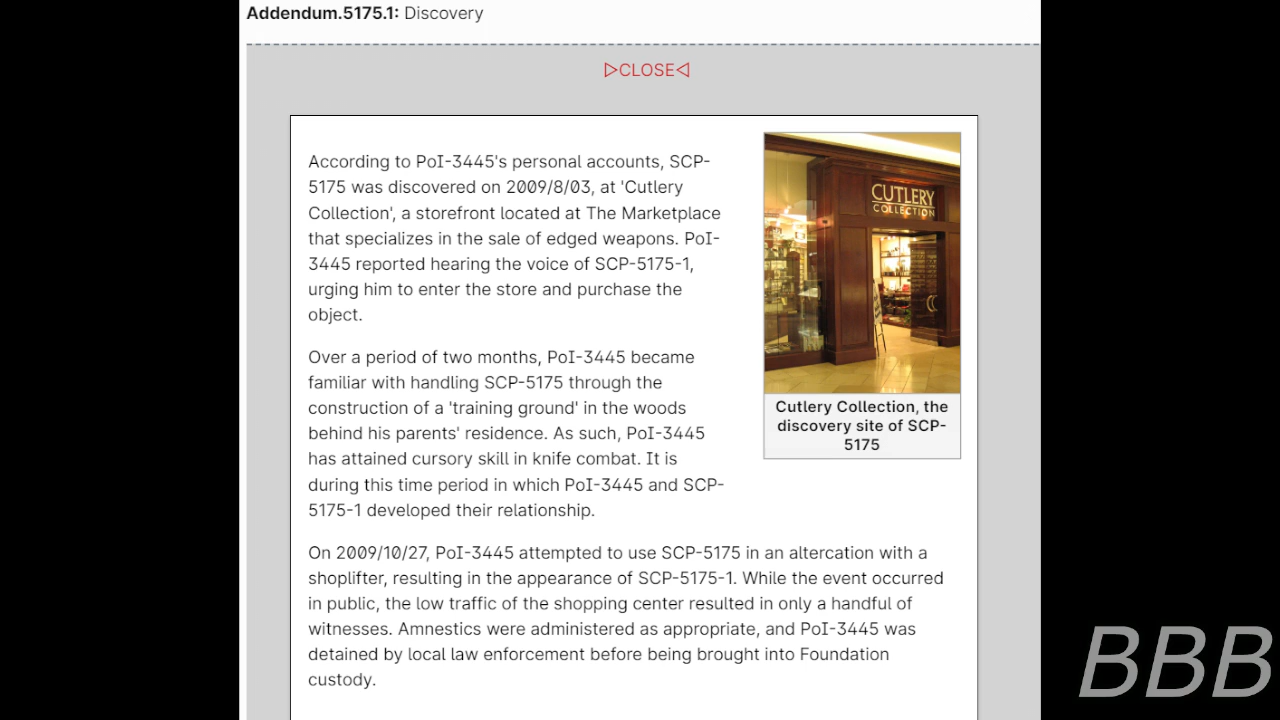 Addendum.5175.1: Discovery
▷CLOSE◁
According to PoI-3445's personal accounts, SCP-
5175 was discovered on 2009/8/03, at 'Cutlery
Collection', a storefront located at The Marketplace
that specializes in the sale of edged weapons. PoI-
3445 reported hearing the voice of SCP-5175-1,
urging him to enter the store and purchase the
object.
CUTLERY
COLLECTION
Cutlery Collection, the
discovery site of SCP-
5175
Over a period of two months, PoI-3445 became
familiar with handling SCP-5175 through the
construction of a 'training ground' in the woods
behind his parents' residence. As such, PoI-3445
has attained cursory skill in knife combat. It is
during this time period in which PoI-3445 and SCP-
5175-1 developed their relationship.
On 2009/10/27, PoI-3445 attempted to use SCP-5175 in an altercation with a
shoplifter, resulting in the appearance of SCP-5175-1. While the event occurred
in public, the low traffic of the shopping center resulted in only a handful of
witnesses. Amnestics were administered as appropriate, and PoI-3445 was
detained by local law enforcement before being brought into Foundation
custody.
BBB